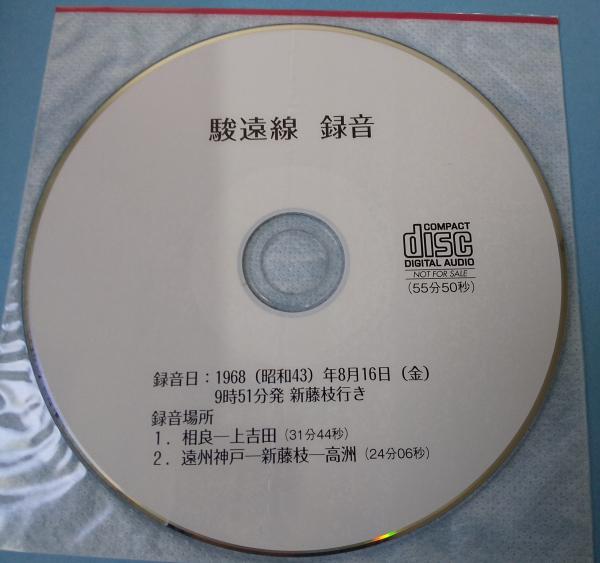 駿遠線 録音
COMPACT
disc
DIGITAL AUDIO
NOT FOR SALE
(55分50秒)
録音日：1968（昭和43）年8月16日（金）
9時51分発 新藤枝行き
録音場所
1．相良―上吉田（31分44秒）
2．遠州神戸―新藤枝―高洲（24分06秒）